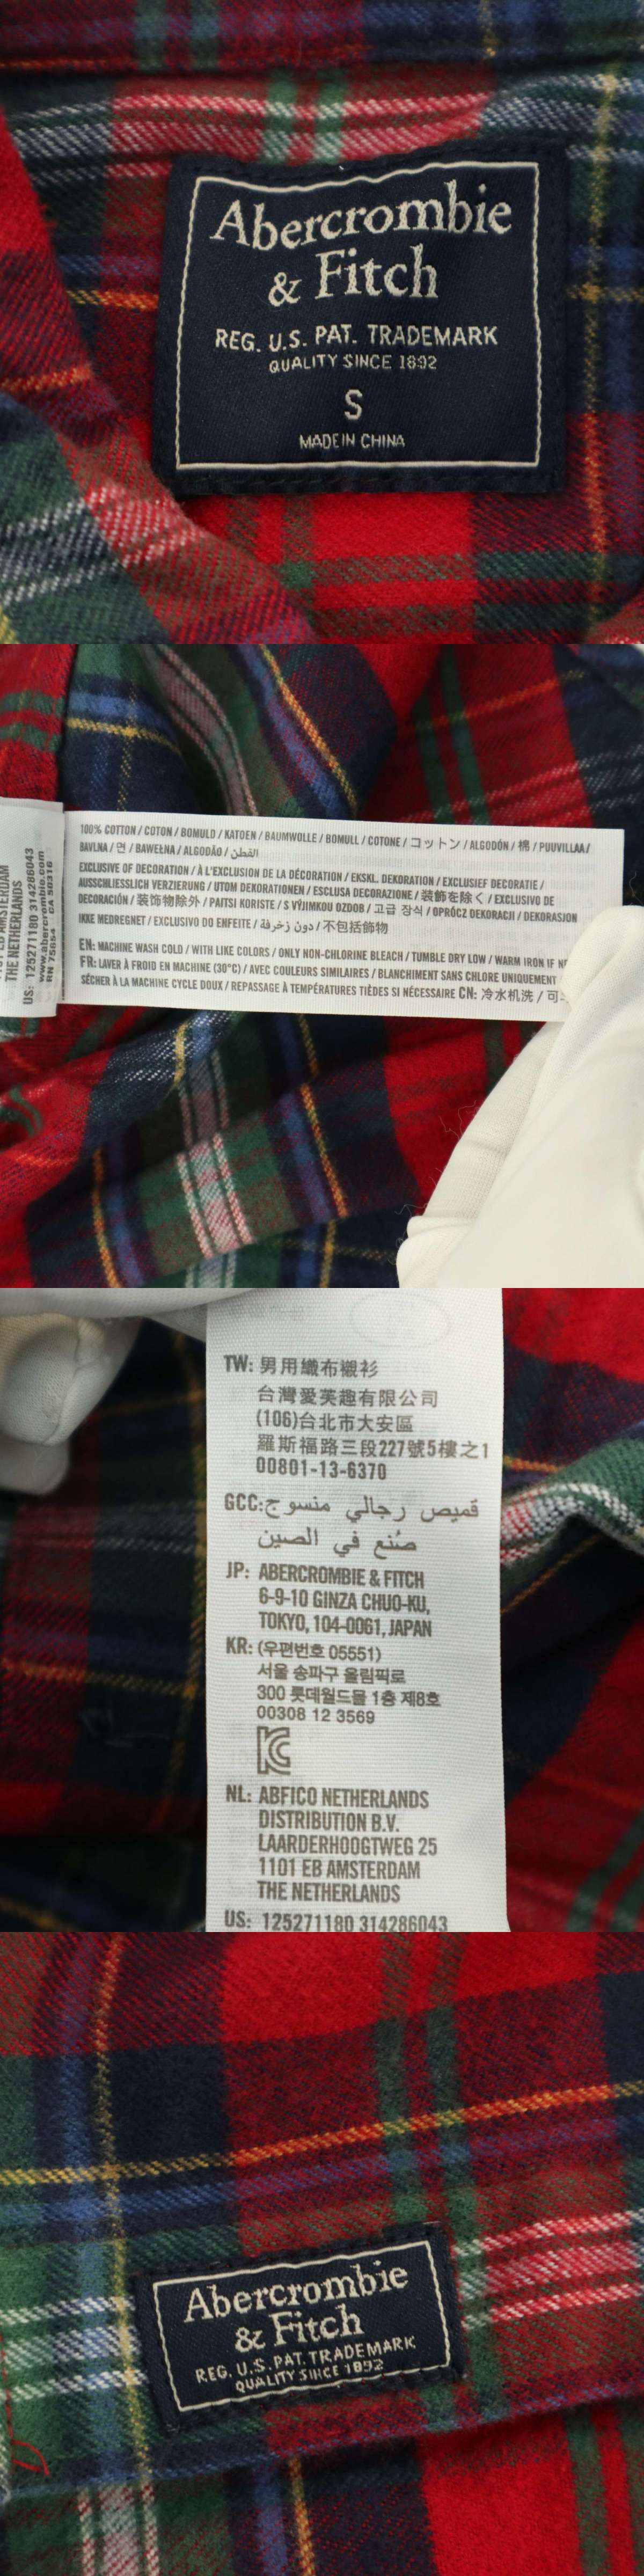 Abercrombie
& Fitch
REG. U.S. PAT. TRADEMARK
QUALITY SINCE 1892
S
MADE IN CHINA
AMSTERDAM
THE NETHERLANDS
US: 125271180 314286043
www.abercrombie.com
RN 75654 CA 50316
100% COTTON / COTON / BOMULD / KATOEN / BAUMWOLLE / BOMULL / COTONE / コットン / ALGODÓN / 棉 / PUUVILLAA /
BAVLNA / 면 / BAWEŁNA / ALGODÃO / القطن
EXCLUSIVE OF DECORATION / À L'EXCLUSION DE LA DÉCORATION / EKSKL. DEKORATION / EXCLUSIEF DECORATIE /
AUSSCHLIESSLICH VERZIERUNG / UTOM DEKORATIONEN / ESCLUSA DECORAZIONE / 装飾を除く / EXCLUSIVO DE
DECORACIÓN / 装饰物除外 / PAITSI KORISTE / S VÝJIMKOU OZDOB / 고급 장식 / OPRÓCZ DEKORACJI / DEKORASJON
IKKE MEDREGNET / EXCLUSIVO DO ENFEITE / دون زخرفة / 不包括飾物
EN: MACHINE WASH COLD / WITH LIKE COLORS / ONLY NON-CHLORINE BLEACH / TUMBLE DRY LOW / WARM IRON IF
FR: LAVER À FROID EN MACHINE (30°C) / AVEC COULEURS SIMILAIRES / BLANCHIMENT SANS CHLORE UNIQUEMENT
SÉCHER À LA MACHINE CYCLE DOUX / REPASSAGE À TEMPÉRATURES TIÈDES SI NÉCESSAIRE CN: 冷水机洗 / 可
TW: 男用織布襯衫
台灣愛芙趣有限公司
(106)台北市大安區
羅斯福路三段227號5樓之1
00801-13-6370
GCC: قميص رجالي منسوج
صُنع في الصين
JP: ABERCROMBIE & FITCH
6-9-10 GINZA CHUO-KU,
TOKYO, 104-0061, JAPAN
KR: (우편번호 05551)
서울 송파구 올림픽로
300 롯데월드몰 1층 제8호
00308 12 3569
NL: ABFICO NETHERLANDS
DISTRIBUTION B.V.
LAARDERHOOGTWEG 25
1101 EB AMSTERDAM
THE NETHERLANDS
US: 125271180 314286043
Abercrombie
& Fitch
REG. U.S. PAT. TRADEMARK
QUALITY SINCE 1892